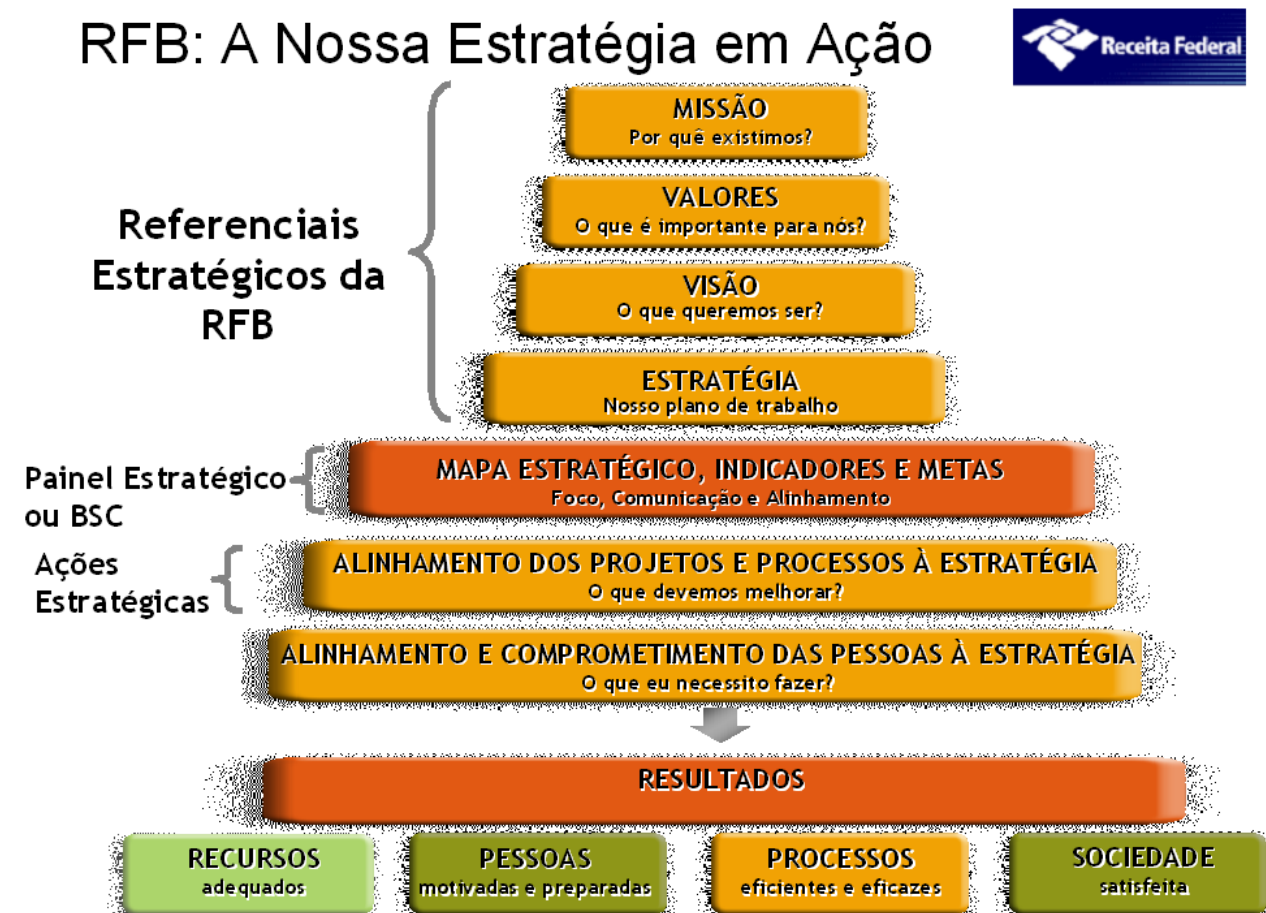 RFB: A Nossa Estratégia em Ação
Receita Federal
Referenciais
Estratégicos da
RFB
MISSÃO
Por quê existimos?
VALORES
O que é importante para nós?
VISÃO
O que queremos ser?
ESTRATÉGIA
Nosso plano de trabalho
Painel Estratégico
ou BSC
MAPA ESTRATÉGICO, INDICADORES E METAS
Foco, Comunicação e Alinhamento
Ações
Estratégicas
ALINHAMENTO DOS PROJETOS E PROCESSOS À ESTRATÉGIA
O que devemos melhorar?
ALINHAMENTO E COMPROMETIMENTO DAS PESSOAS À ESTRATÉGIA
O que eu necessito fazer?
RESULTADOS
RECURSOS
adequados
PESSOAS
motivadas e preparadas
PROCESSOS
eficientes e eficazes
SOCIEDADE
satisfeita